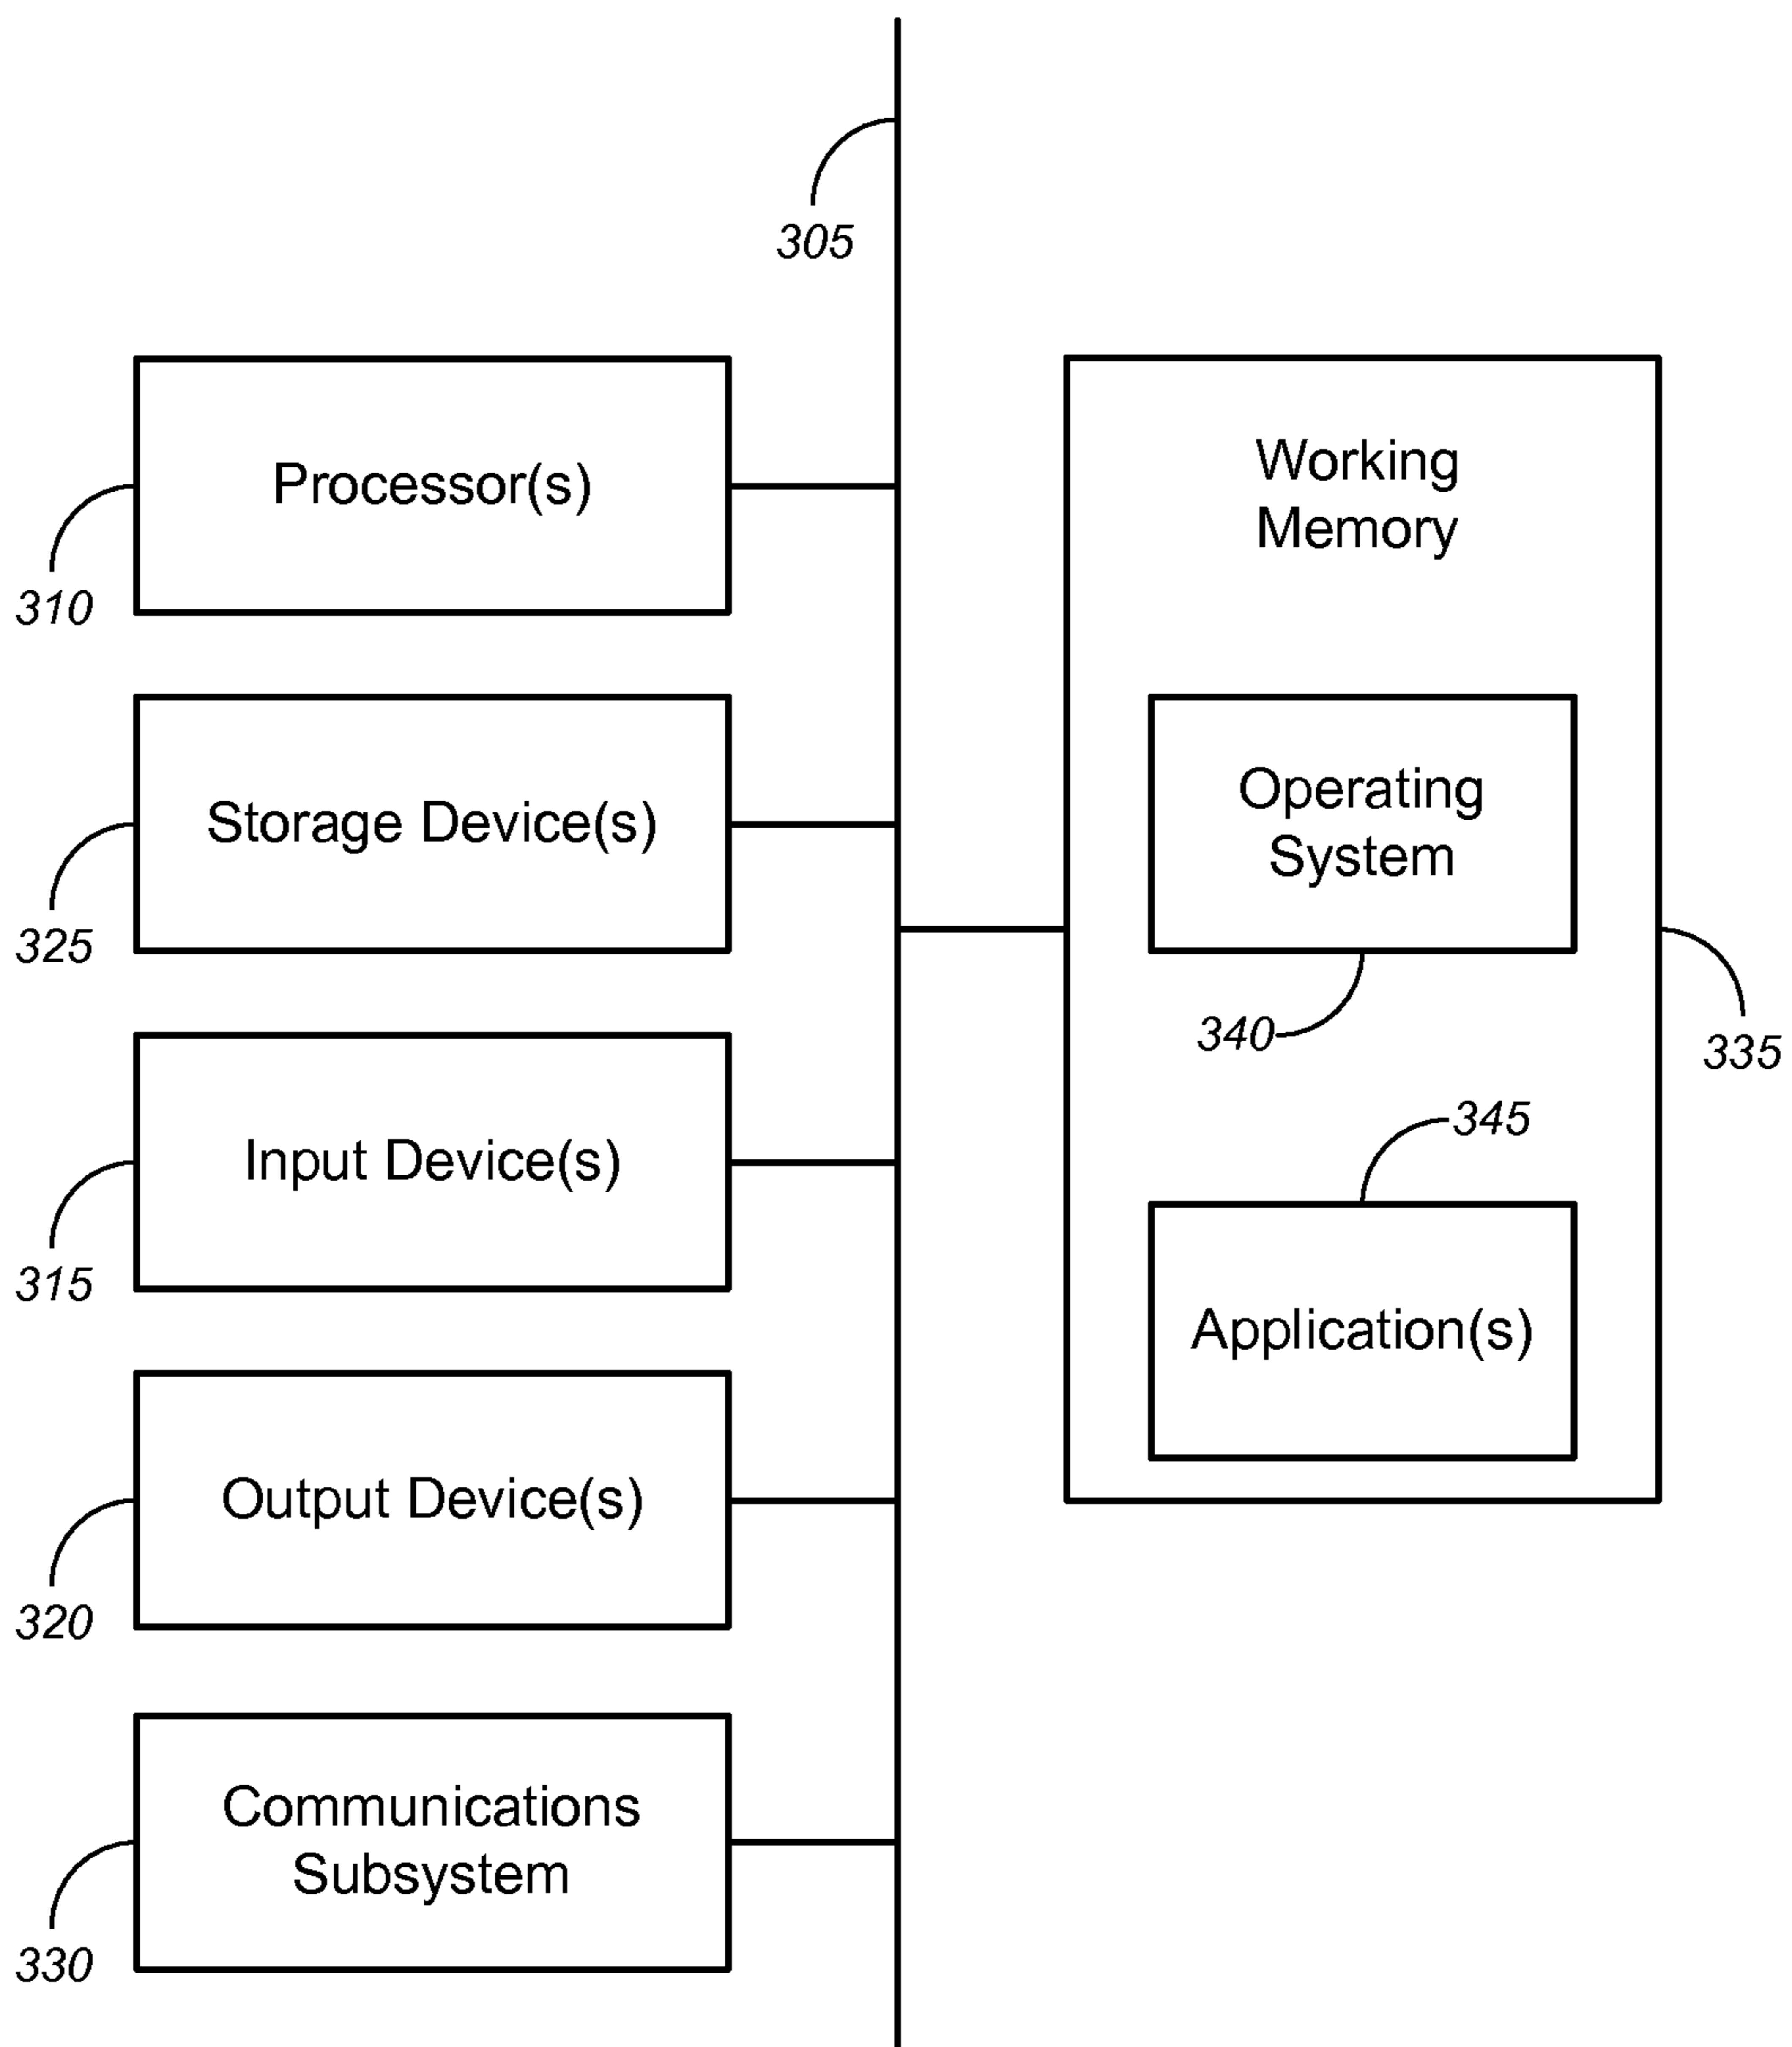 305
Processor(s)
310
Storage Device(s)
325
Input Device(s)
315
Output Device(s)
320
Communications
Subsystem
330
Working
Memory
Operating
System
340
335
345
Application(s)